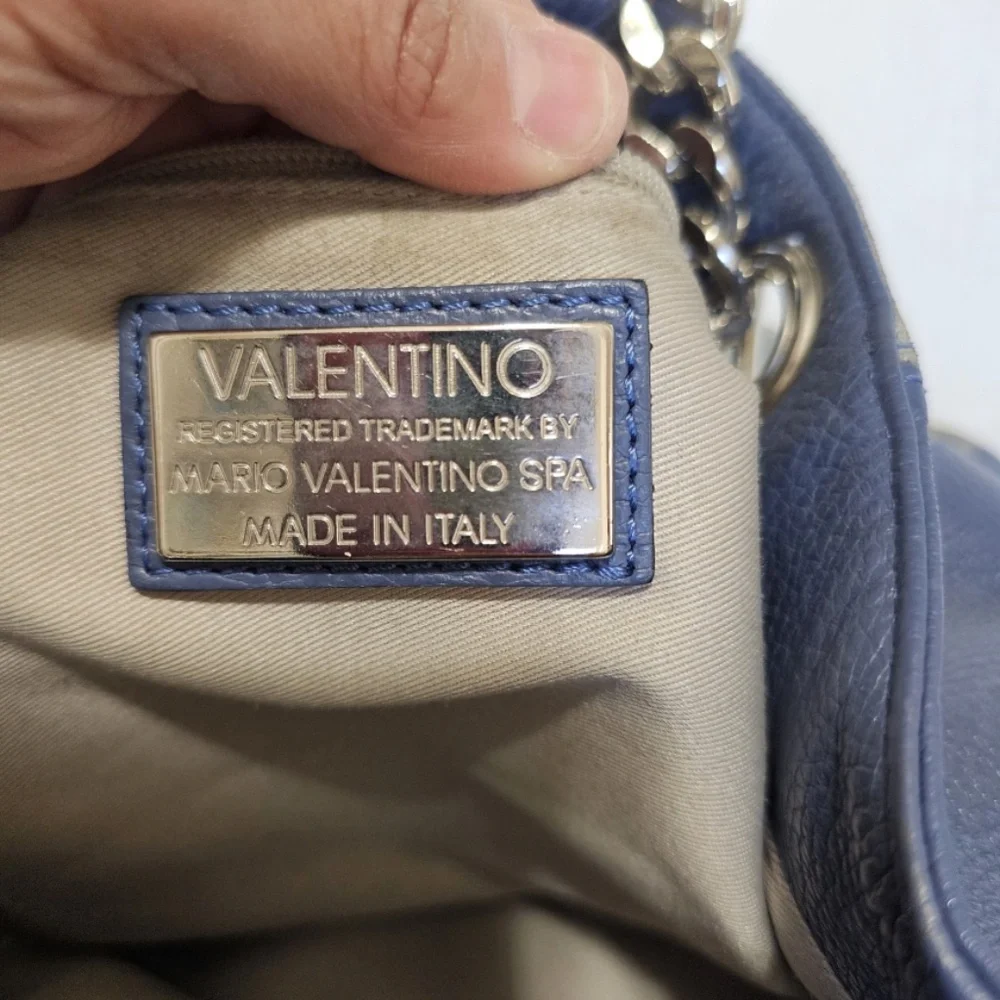 VALENTINO
REGISTERED TRADEMARK BY
MARIO VALENTINO SPA
MADE IN ITALY